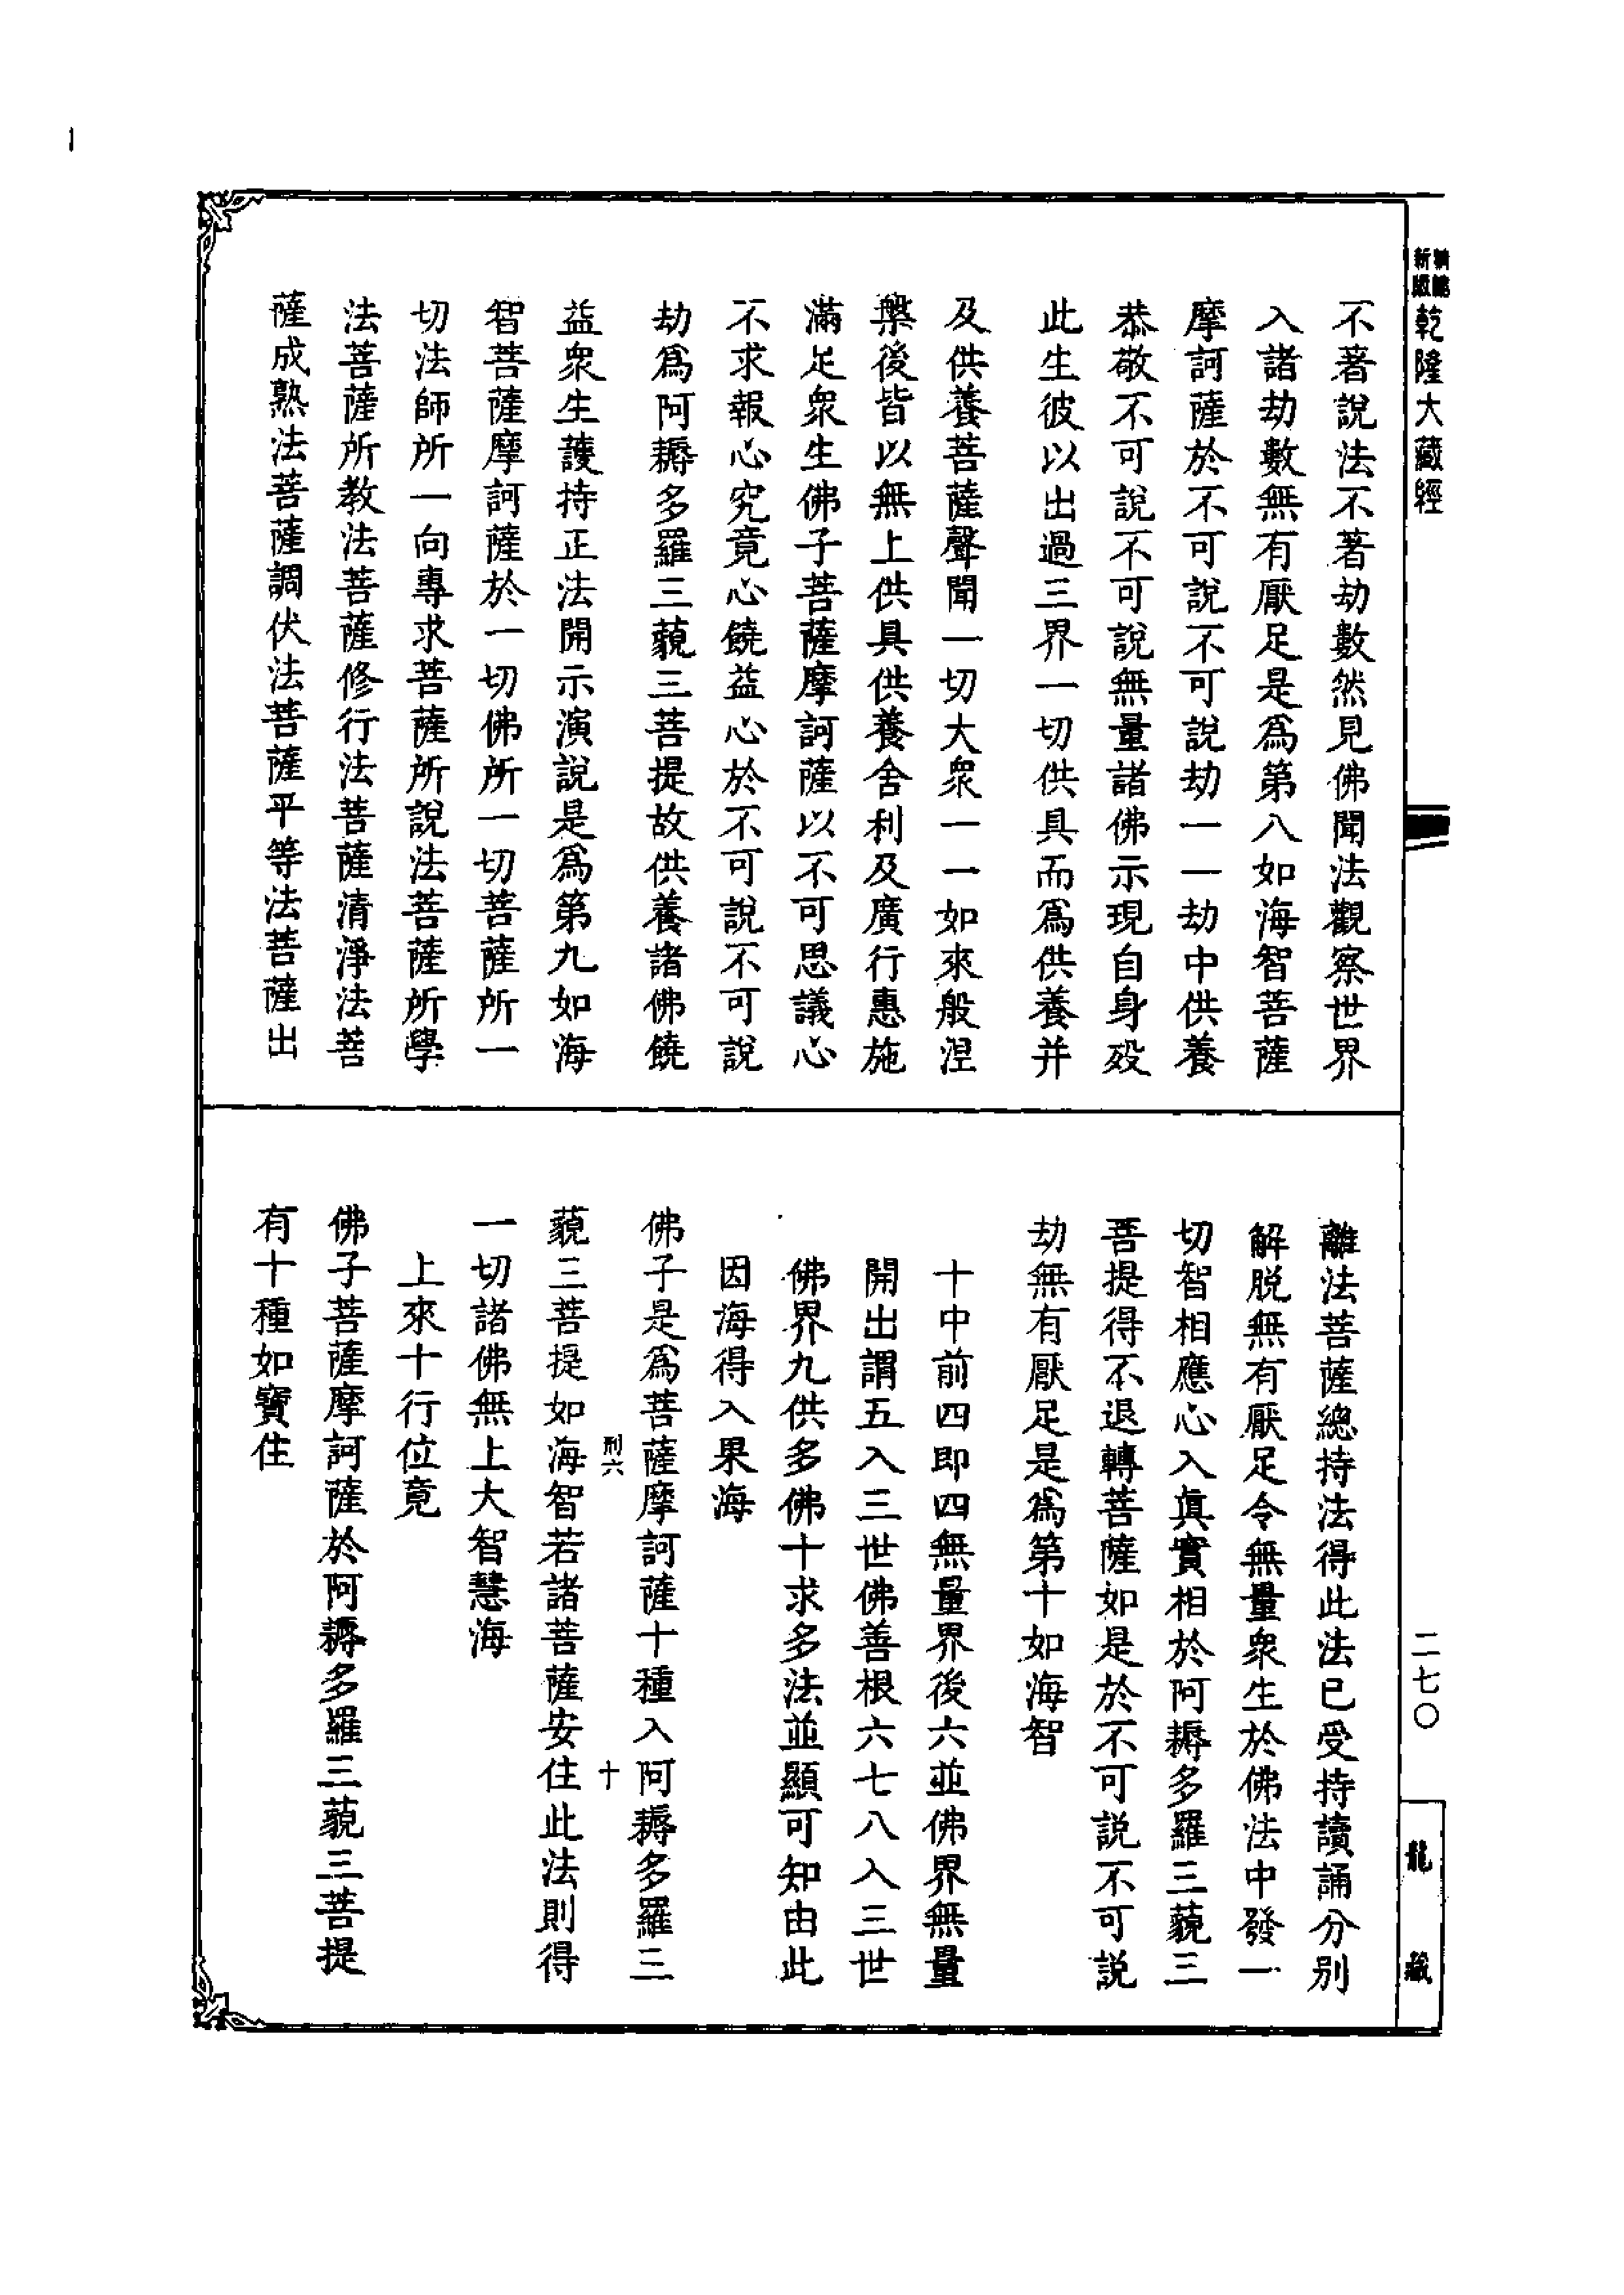 乾隆大藏經
不著說法不著劫數然見佛聞法觀察世界
入諸劫數無有厭足是為第八如海智菩薩
摩訶薩於不可說不可說劫一一劫中供養
恭敬不可說不可說無量諸佛示現自身歿
此生彼以出過三界一切供具而為供養并
及供養菩薩聲聞一切大衆一一如來般涅
槃後皆以無上供具供養舍利及廣行惠施
滿足衆生佛子菩薩摩訶薩以不可思議心
不求報心究竟心饒益心於不可說不可說
劫為阿耨多羅三藐三菩提故供養諸佛饒
益衆生護持正法開示演說是為第九如海
智菩薩摩訶薩於一切佛所一切菩薩所一
切法師所一向專求菩薩所說法菩薩所學
法菩薩所教法菩薩修行法菩薩清淨法菩
薩成熟法菩薩調伏法菩薩平等法菩薩出
離法菩薩總持法得此法已受持讀誦分別
解脱無有厭足令無量衆生於佛法中發一
切智相應心入真實相於阿耨多羅三藐三
菩提得不退轉菩薩如是於不可說不可說
劫無有厭足是為第十如海智
十中前四即四無量界後六並佛界無量
開出謂五入三世佛善根六七八入三世
佛界九供多佛十求多法並顯可知由此
因海得入果海
佛子是為菩薩摩訶薩十種入阿耨多羅三
刑六 十
藐三菩提如海智若諸菩薩安住此法則得
一切諸佛無上大智慧海
上來十行位竟
佛子菩薩摩訶薩於阿耨多羅三藐三菩提
有十種如寶住
二七〇
龍藏